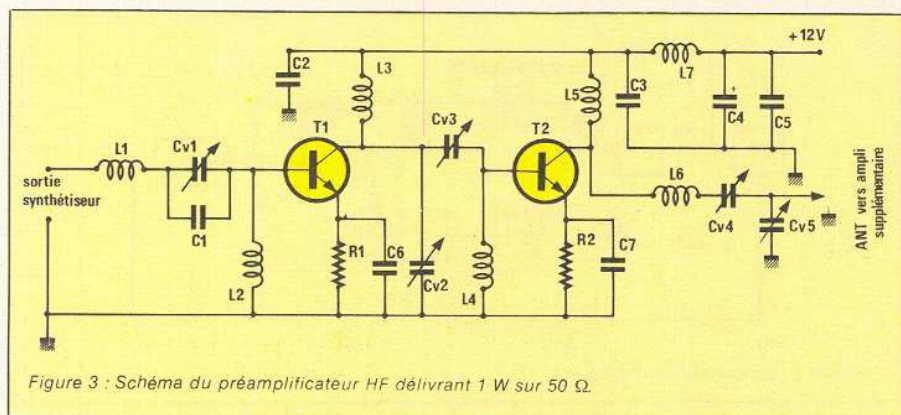 +12V
C2
L3
L7
C3
L5
C4
+
C5
T1
Cv3
T2
L1
Cv1
sortie
synthétiseur
C1
L6
Cv4
Cv5
ANT vers ampli
supplémentaire
L2
R1
C6
Cv2
L4
R2
C7
Figure 3 : Schéma du préamplificateur HF délivrant 1 W sur 50 Ω.